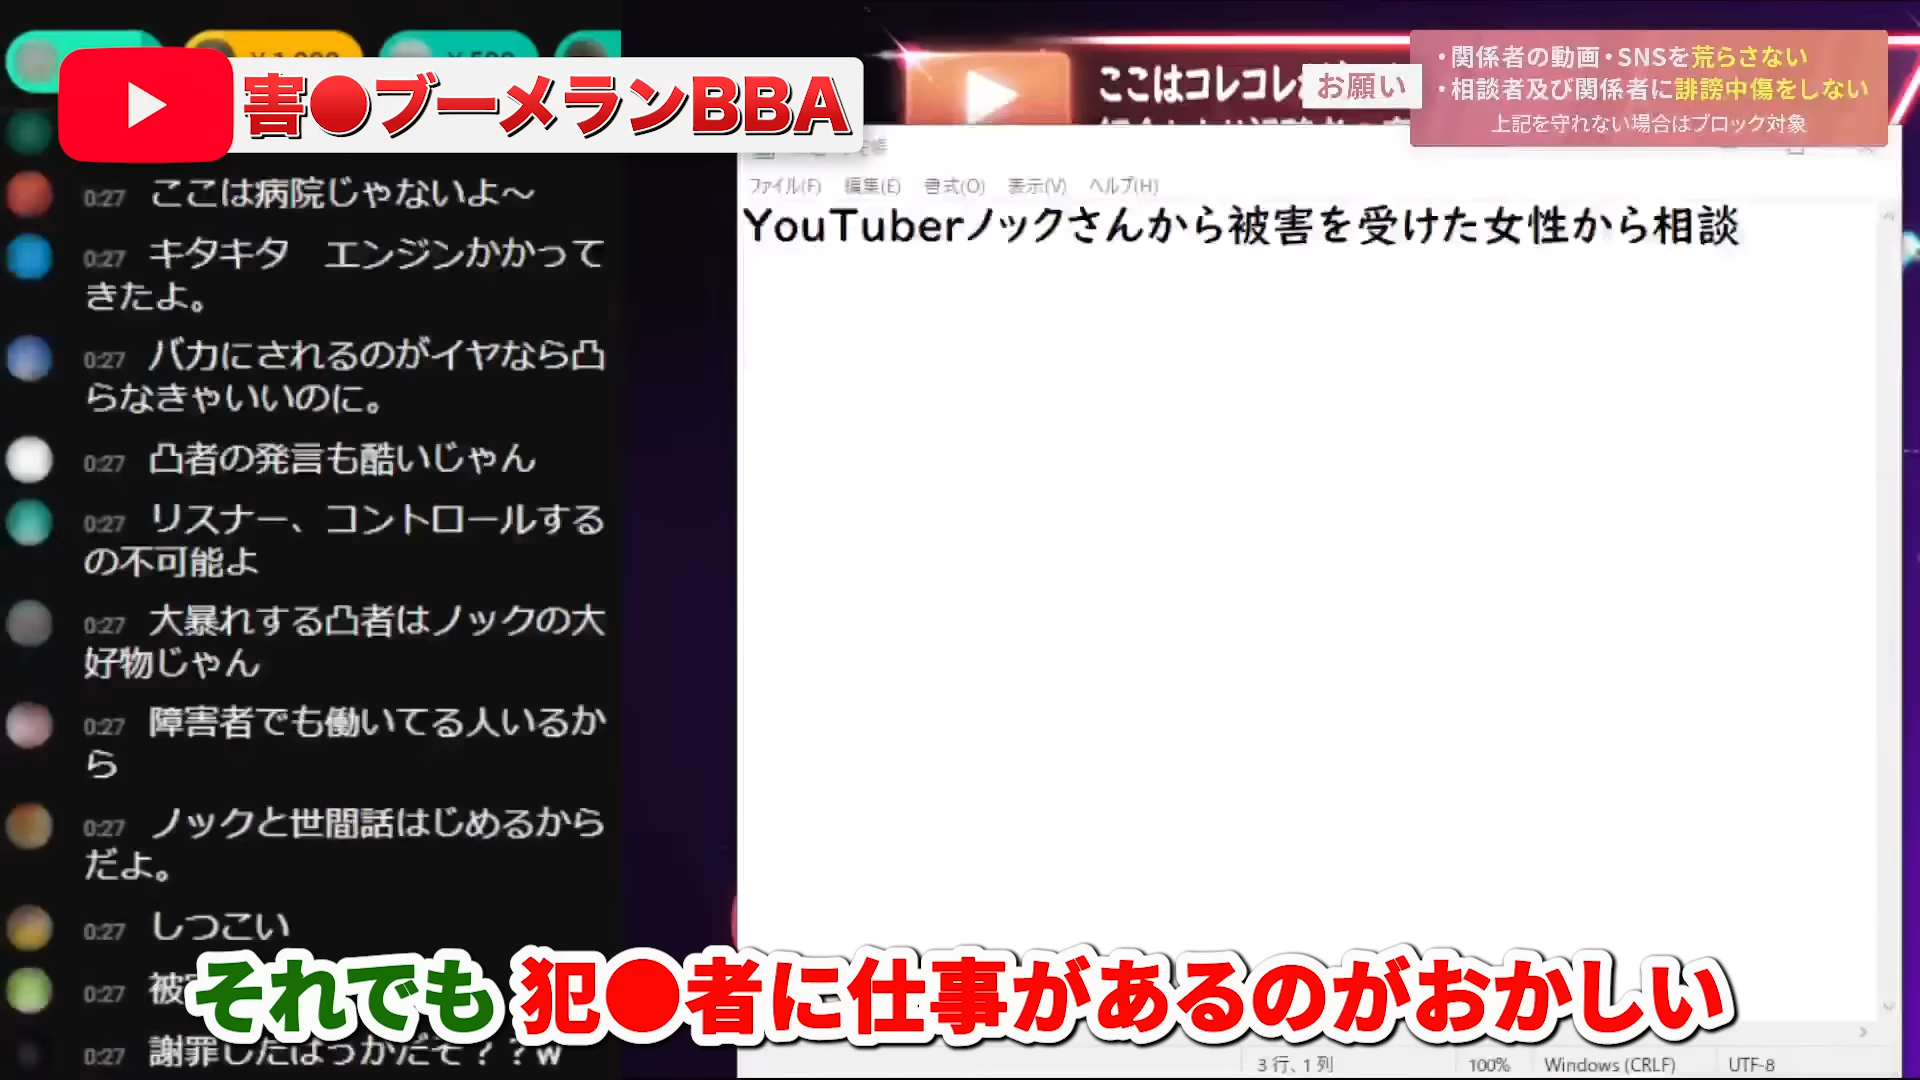 害●ブーメランBBA
ここはコレコレ
お願い
・関係者の動画・SNSを荒らさない
・相談者及び関係者に誹謗中傷をしない
上記を守れない場合はブロック対象
0:27 ここは病院じゃないよ～
0:27 キタキタ　エンジンかかって
きたよ。
0:27 バカにされるのがイヤなら凸
らなきゃいいのに。
0:27 凸者の発言も酷いじゃん
0:27 リスナー、コントロールする
の不可能よ
0:27 大暴れする凸者はノックの大
好物じゃん
0:27 障害者でも働いてる人いるか
ら
0:27 ノックと世間話はじめるから
だよ。
0:27 しつこい
0:27 被
0:27 謝罪したばっかだぞ？？w
ファイル(F) 編集(E) 書式(O) 表示(V) ヘルプ(H)
YouTuberノックさんから被害を受けた女性から相談
それでも 犯●者に仕事があるのがおかしい
3 行、1 列 100% Windows (CRLF) UTF-8